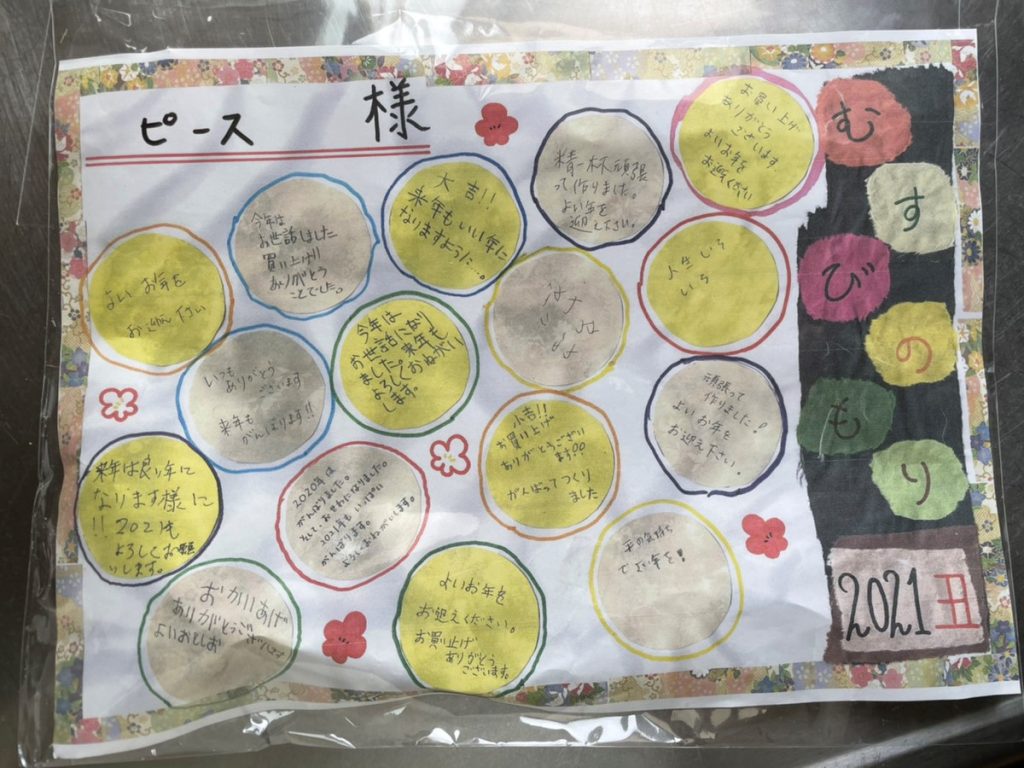 ピース 様
むすびのもり
2021 丑
お買い上げ
ありがとう
ございます
よいお年を
お迎え下さい
精一杯頑張
って作りました。
よい年を
迎えください。
大吉!!
来年もいい年に
なりますように…。
今年は
お世話しました
買い上げり
ありがとう
ことでした。
よい お年を
お迎え下さい
人生いろ
いろ
今年は
お世話になり
ました。来年も
よろしくおねがい
します。
いつも
ありがとう
ございます
来年も
がんばります!!
頑張って
作りました!
よいお年を
お迎え下さい。
小吉!!
お買い上げ
ありがとうござい
ます
がんばってつくり
ました
2020年は
がんばりました。
そして、お世わになりました。
2021年も いっぱい
がんばります。
よろしくおねがいします。
来年は良い年に
なります様に
!!2021も
よろしくお願
いします。
でよい年を!
よいお年を
お迎えください。
お買い上げ
ありがとう
ございます。
おかいあげ
ありがとうございます
よいおとしお